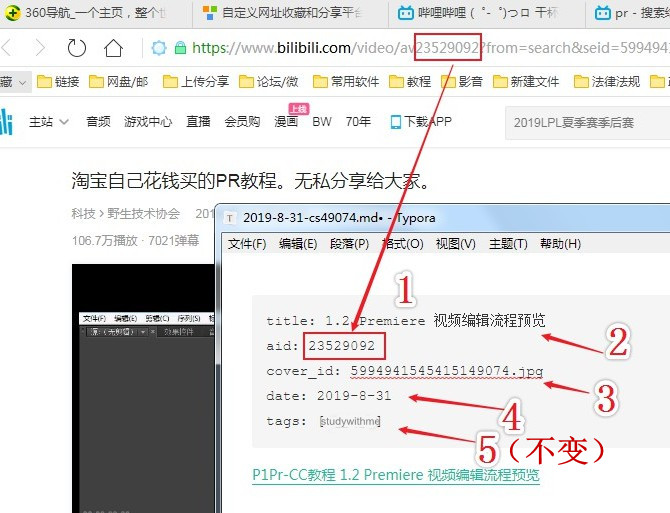 360导航_一个主页，整个世
自定义网址收藏和分享平台
哔哩哔哩 ( ゜- ゜)つロ 干杯
pr - 搜索结
https://www.bilibili.com/video/av23529092?from=search&seid=599494
藏
链接
网盘/邮
上传分享
论坛/微
常用软件
教程
影音
新建文件
法律法规
主站
音频
游戏中心
直播
会员购
漫画
上线
BW
70年
下载APP
2019LPL夏季赛季后赛
淘宝自己花钱买的PR教程。无私分享给大家。
科技 > 野生技术协会 201
106.7万播放 · 7021弹幕
文件(F) 编辑(E) 剪辑(C) 序列(S)
源:(无剪辑)
效果控件
T 2019-8-31-cs49074.md• - Typora
文件(F) 编辑(E) 段落(P) 格式(O) 视图(V) 主题(T) 帮助(H)
1
title: 1.2 Premiere 视频编辑流程预览
2
aid: 23529092
cover_id: 5994941545415149074.jpg
3
date: 2019-8-31
4
tags: [studywithme]
5（不变）
P1Pr-CC教程 1.2 Premiere 视频编辑流程预览